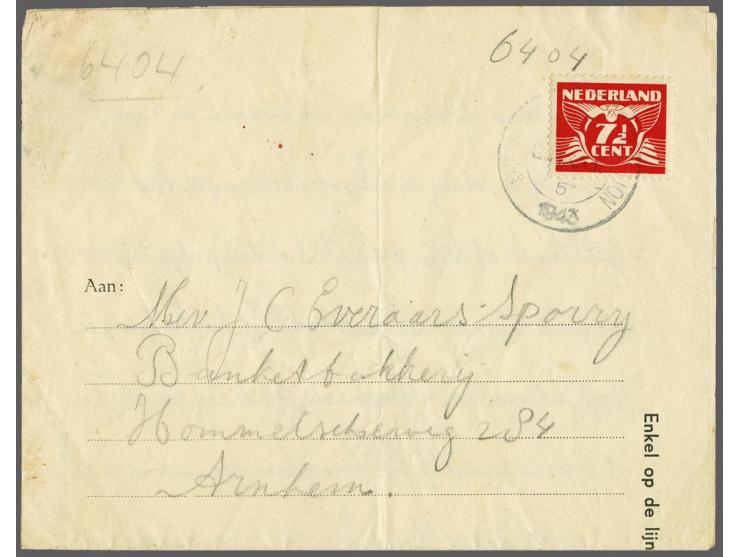 6404
6404
NEDERLAND
7½
CENT
5
1943
Aan:
Mev J C Everaars-Sporry
Banketbakkerij
Hommelscheweg 284
Arnhem.
Enkel op de lijn